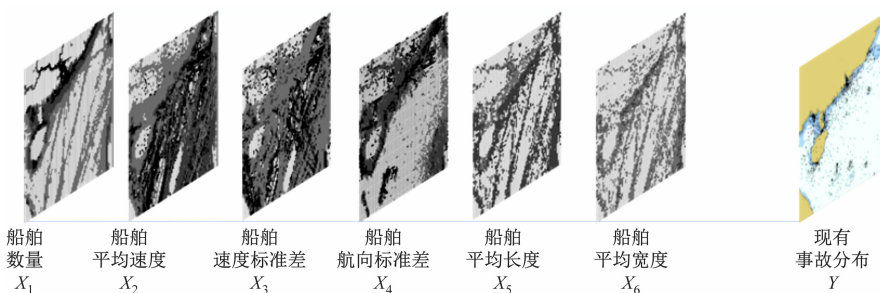 船舶
数量
X1
船舶
平均速度
X2
船舶
速度标准差
X3
船舶
航向标准差
X4
船舶
平均长度
X5
船舶
平均宽度
X6
现有
事故分布
Y